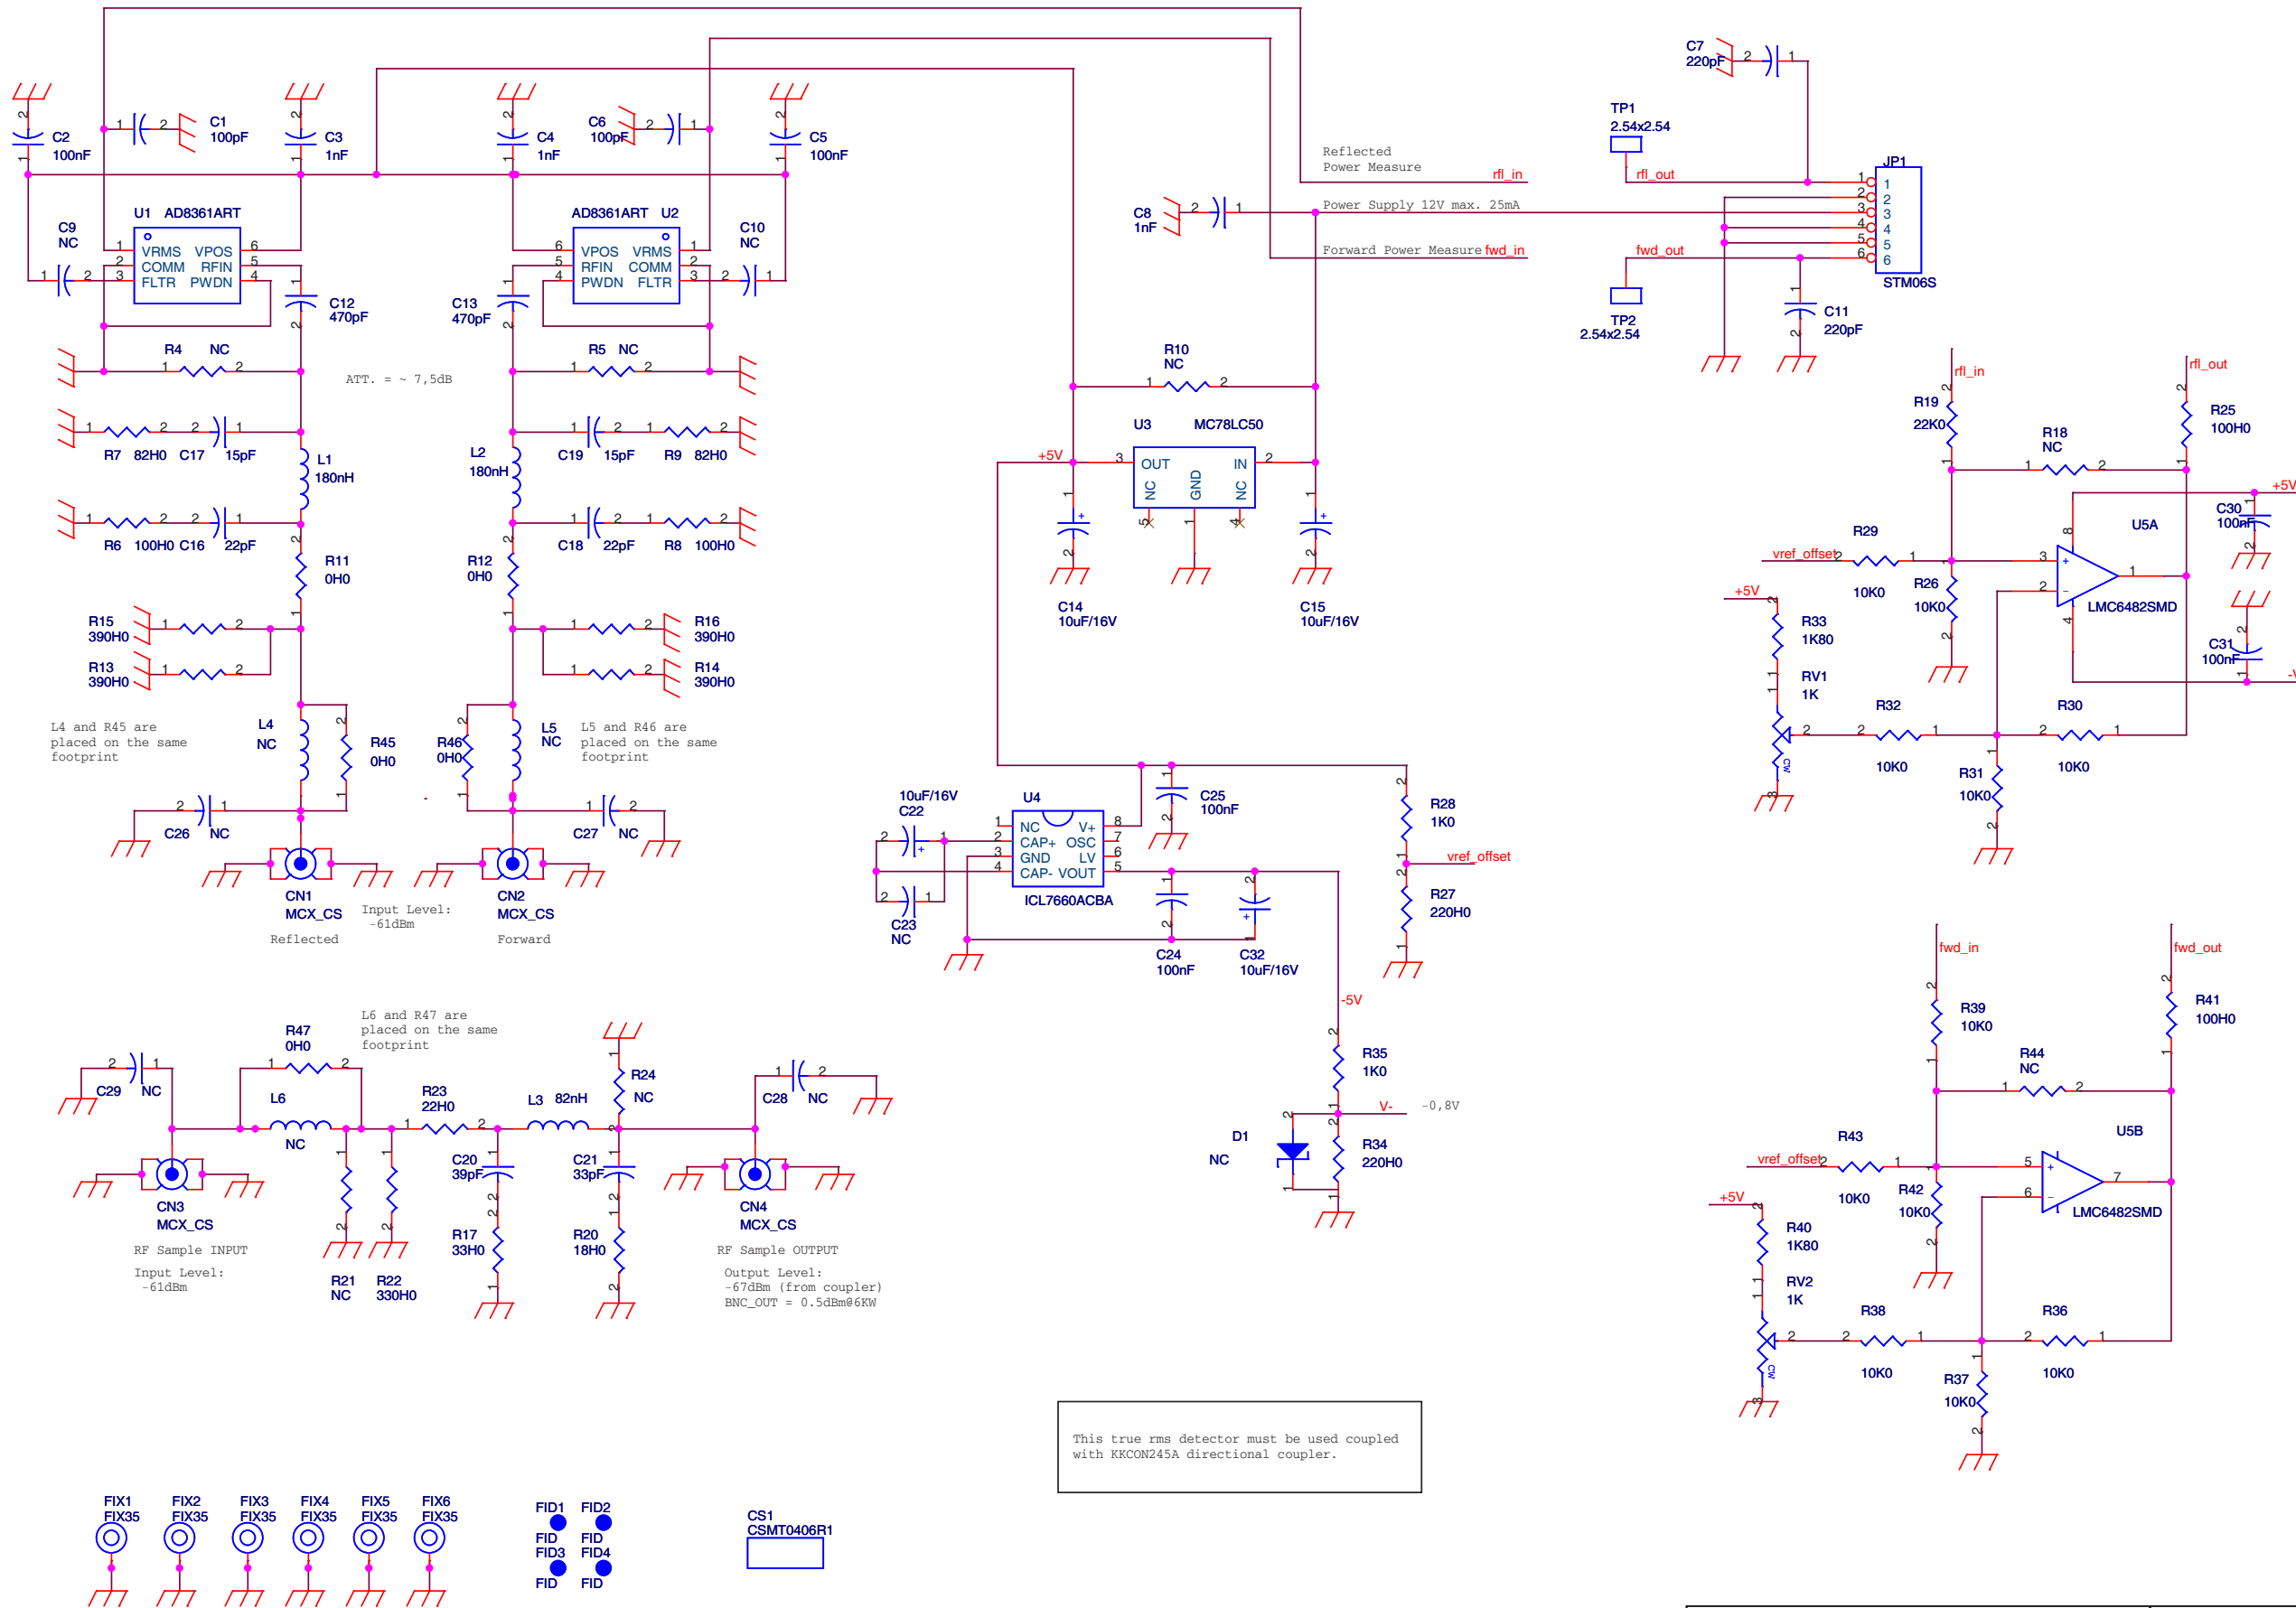 C7
220pF
2
1
TP1
2.54x2.54
C2
100nF
C1
100pF
C3
1nF
C4
1nF
C6
100pF
C5
100nF
Reflected
Power Measure
rfl_in
rfl_out
JP1
1
2
3
4
5
6
STM06S
C8
1nF
Power Supply 12V max. 25mA
Forward Power Measure
fwd_in
fwd_out
TP2
2.54x2.54
C11
220pF
C9
NC
U1 AD8361ART
VRMS VPOS
COMM RFIN
FLTR PWDN
AD8361ART U2
VPOS VRMS
RFIN COMM
PWDN FLTR
C10
NC
C12
470pF
C13
470pF
R4 NC
R5 NC
ATT. = ~ 7,5dB
R7 82H0 C17 15pF
L1
180nH
L2
180nH
C19 15pF R9 82H0
R6 100H0 C16 22pF
C18 22pF R8 100H0
R11
0H0
R12
0H0
R15
390H0
R13
390H0
R16
390H0
R14
390H0
L4 and R45 are
placed on the same
footprint
L4
NC
R45
0H0
R46
0H0
L5
NC
L5 and R46 are
placed on the same
footprint
C26 NC
C27 NC
CN1
MCX_CS
Reflected
Input Level:
-61dBm
CN2
MCX_CS
Forward
R10
NC
U3 MC78LC50
+5V
OUT IN
NC GND NC
C14
10uF/16V
C15
10uF/16V
10uF/16V
C22
U4
NC V+
CAP+ OSC
GND LV
CAP- VOUT
ICL7660ACBA
C23
NC
C25
100nF
C24
100nF
C32
10uF/16V
R28
1K0
vref_offset
R27
220H0
-5V
R35
1K0
V- -0,8V
D1
NC
R34
220H0
rfl_in
rfl_out
R19
22K0
R25
100H0
R18
NC
+5V
C30
100nF
U5A
R29
vref_offset
10K0
R26
10K0
LMC6482SMD
C31
100nF
+5V
R33
1K80
RV1
1K
CW
R32
10K0
R30
10K0
R31
10K0
fwd_in
fwd_out
R39
10K0
R41
100H0
R44
NC
U5B
R43
vref_offset
10K0
R42
10K0
LMC6482SMD
+5V
R40
1K80
RV2
1K
CW
R38
10K0
R36
10K0
R37
10K0
R47
0H0
L6 and R47 are
placed on the same
footprint
C29 NC
L6
NC
R23
22H0
L3 82nH
R24
NC
C28 NC
C20
39pF
C21
33pF
CN3
MCX_CS
RF Sample INPUT
Input Level:
-61dBm
R21
NC
R22
330H0
R17
33H0
R20
18H0
CN4
MCX_CS
RF Sample OUTPUT
Output Level:
-67dBm (from coupler)
BNC_OUT = 0.5dBm@6KW
This true rms detector must be used coupled
with KKCON245A directional coupler.
FIX1
FIX35
FIX2
FIX35
FIX3
FIX35
FIX4
FIX35
FIX5
FIX35
FIX6
FIX35
FID1 FID2
FID FID
FID3 FID4
FID FID
CS1
CSMT0406R1